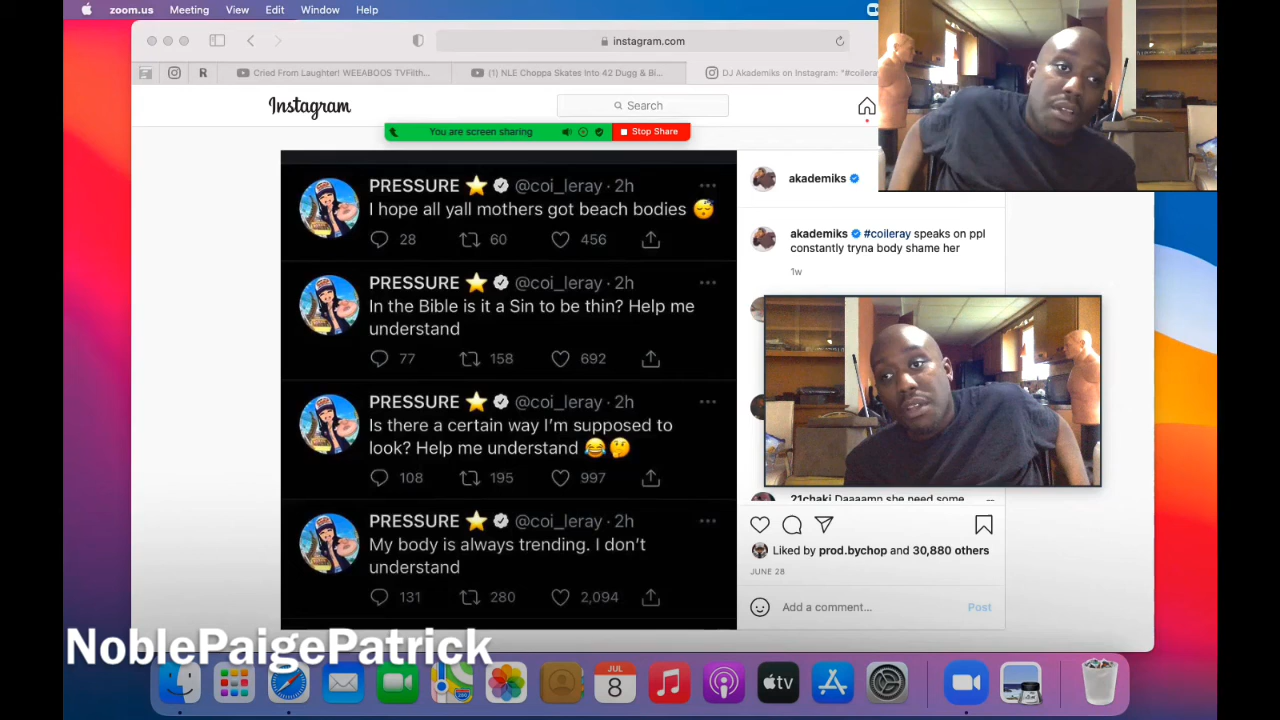 zoom.us Meeting View Edit Window Help
instagram.com
R Cried From Laughter! WEEABOOS TVFilth... (1) NLE Choppa Skates Into 42 Dugg & Bi... DJ Akademiks on Instagram: "#coileray
Instagram Search
You are screen sharing Stop Share
PRESSURE ⭐ @coi_leray · 2h
I hope all yall mothers got beach bodies 😴
28 60 456
PRESSURE ⭐ @coi_leray · 2h
In the Bible is it a Sin to be thin? Help me
understand
77 158 692
PRESSURE ⭐ @coi_leray · 2h
Is there a certain way I'm supposed to
look? Help me understand 😂🤔
108 195 997
PRESSURE ⭐ @coi_leray · 2h
My body is always trending. I don't
understand
131 280 2,094
akademiks
akademiks #coileray speaks on ppl
constantly tryna body shame her
1w
21chaki Daaaamn she need some
Liked by prod.bychop and 30,880 others
JUNE 28
Add a comment... Post
NoblePaigePatrick
JUL
8
tv